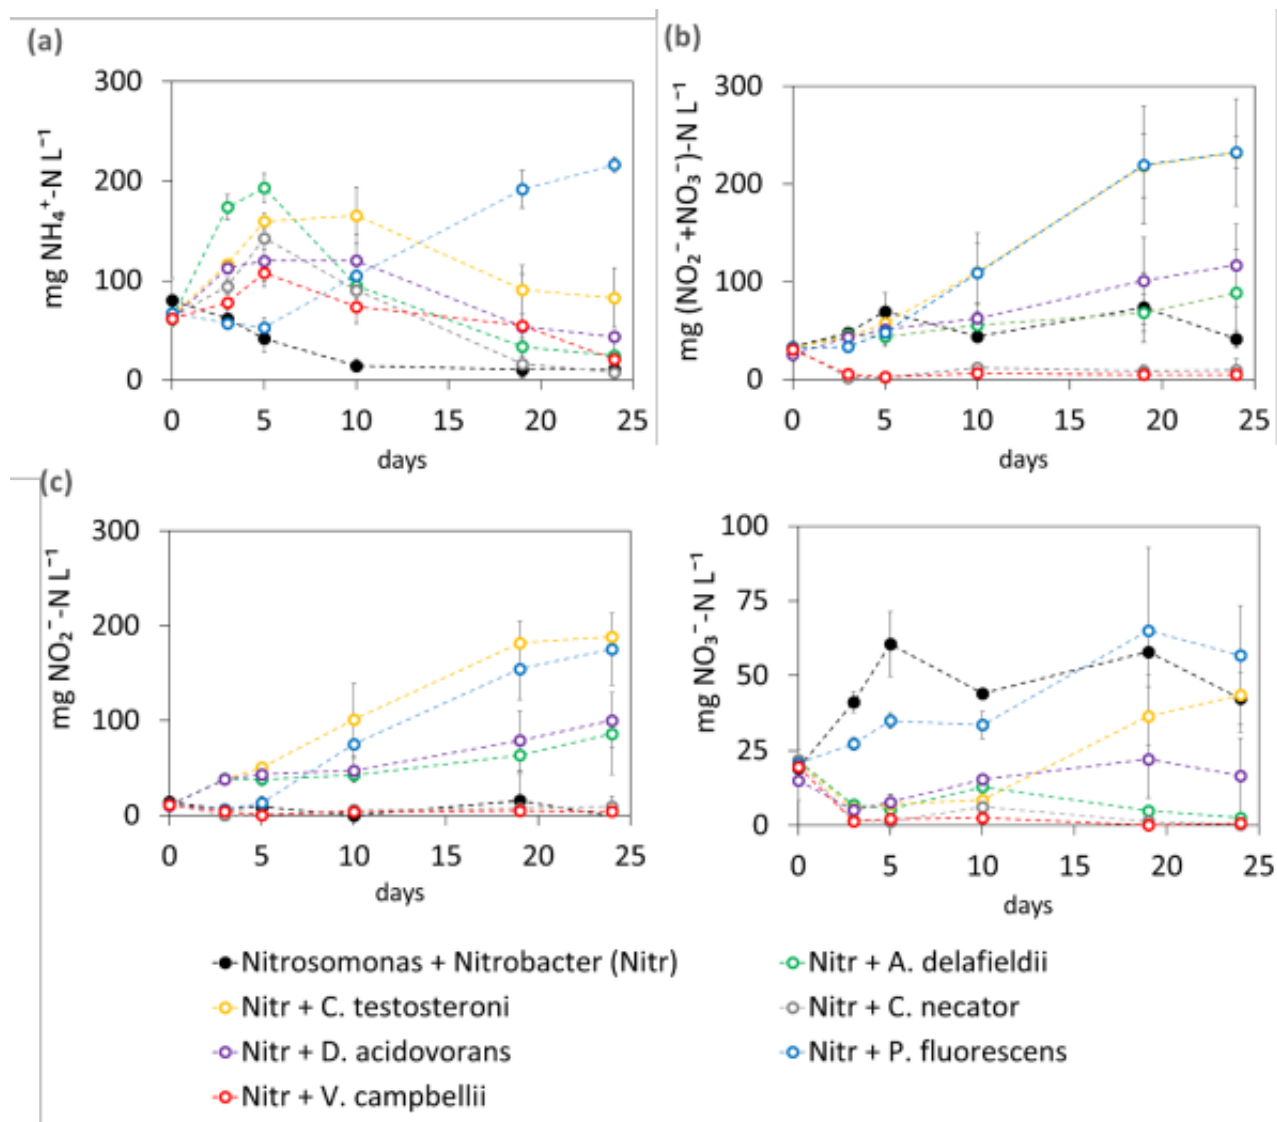 (a)
(b)
mg NH₄⁺-N L⁻¹
300
200
100
0
0 5 10 15 20 25
days
mg (NO₂⁻+NO₃⁻)-N L⁻¹
300
200
100
0
0 5 10 15 20 25
days
(c)
mg NO₂⁻-N L⁻¹
300
200
100
0
0 5 10 15 20 25
days
mg NO₃⁻-N L⁻¹
100
75
50
25
0
0 5 10 15 20 25
days
Nitrosomonas + Nitrobacter (Nitr)
Nitr + A. delafieldii
Nitr + C. testosteroni
Nitr + C. necator
Nitr + D. acidovorans
Nitr + P. fluorescens
Nitr + V. campbellii